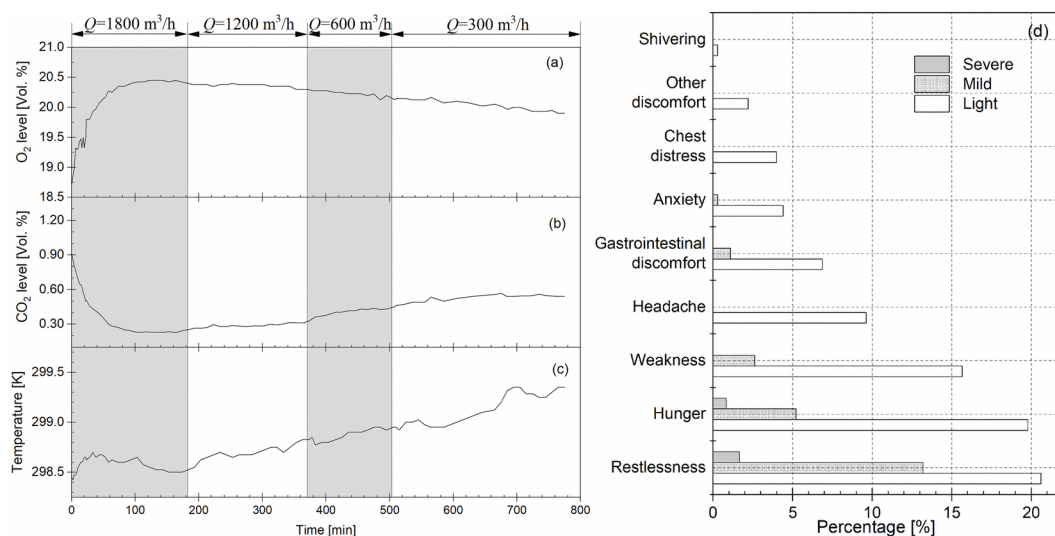 Q=1800 m³/h Q=1200 m³/h Q=600 m³/h Q=300 m³/h
21.0
20.5
20.0
19.5
19.0
18.5
O₂ level [Vol. %]
(a)
1.20
0.90
0.60
0.30
CO₂ level [Vol. %]
(b)
299.5
299.0
298.5
Temperature [K]
(c)
0 100 200 300 400 500 600 700 800
Time [min]
(d)
Severe
Mild
Light
Shivering
Other
discomfort
Chest
distress
Anxiety
Gastrointestinal
discomfort
Headache
Weakness
Hunger
Restlessness
0 5 10 15 20
Percentage [%]